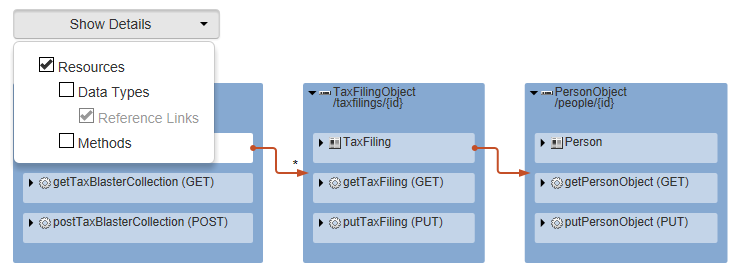 Show Details
Resources
Data Types
Reference Links
Methods
getTaxBlasterCollection (GET)
postTaxBlasterCollection (POST)
*
TaxFilingObject
/taxfilings/{id}
TaxFiling
getTaxFiling (GET)
putTaxFiling (PUT)
PersonObject
/people/{id}
Person
getPersonObject (GET)
putPersonObject (PUT)